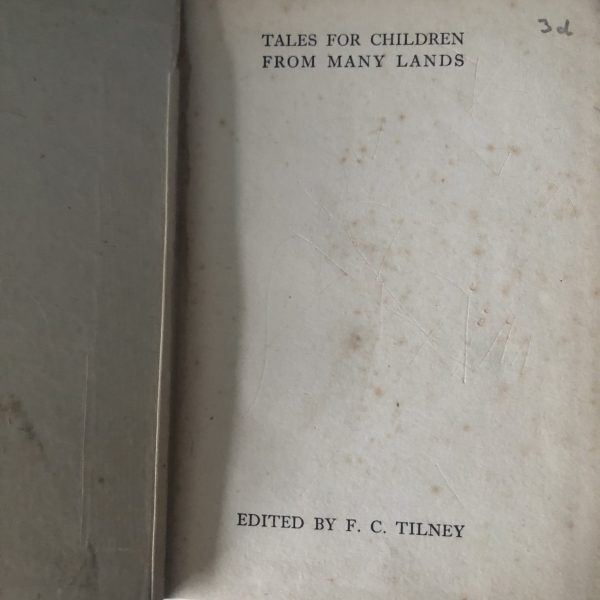 3d
TALES FOR CHILDREN
FROM MANY LANDS
EDITED BY F. C. TILNEY